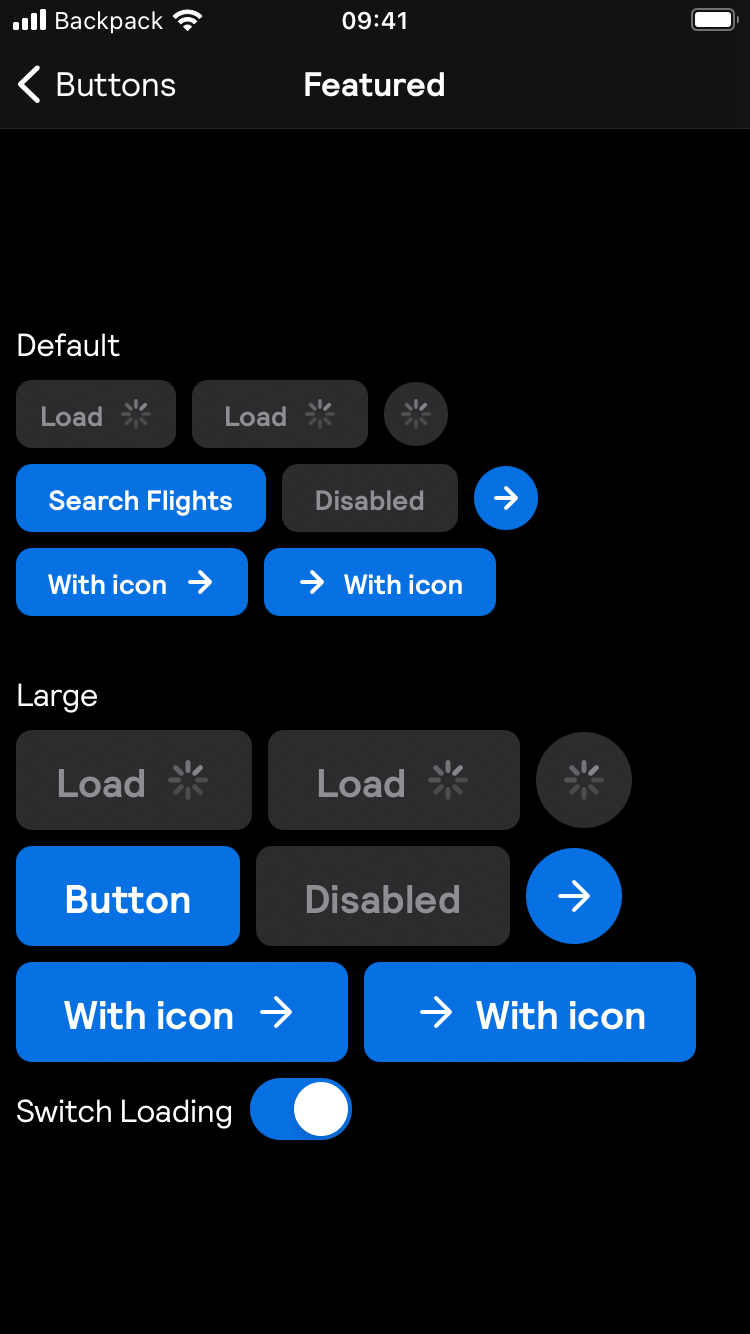 Backpack 09:41
Buttons Featured
Default
Load Load
Search Flights Disabled
With icon With icon
Large
Load Load
Button Disabled
With icon With icon
Switch Loading